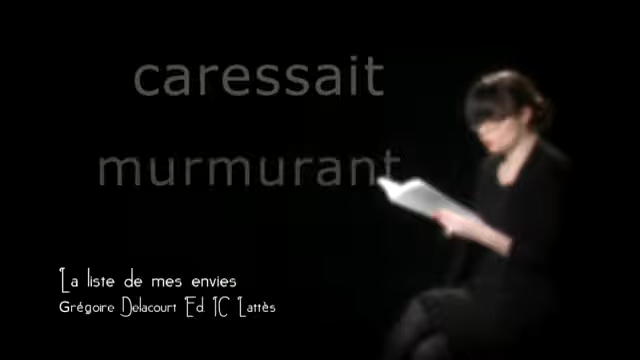 caressait
murmurant
La liste de mes envies
Grégoire Delacourt Ed. JC Lattès